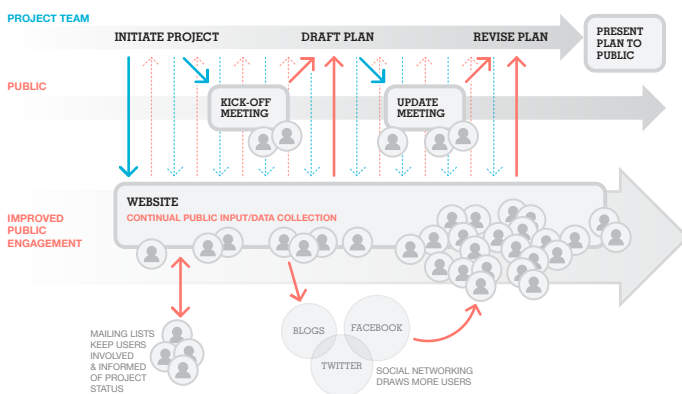 PROJECT TEAM
INITIATE PROJECT
DRAFT PLAN
REVISE PLAN
PRESENT
PLAN TO
PUBLIC
PUBLIC
KICK-OFF
MEETING
UPDATE
MEETING
IMPROVED
PUBLIC
ENGAGEMENT
WEBSITE
CONTINUAL PUBLIC INPUT/DATA COLLECTION
MAILING LISTS
KEEP USERS
INVOLVED
& INFORMED
OF PROJECT
STATUS
BLOGS
FACEBOOK
TWITTER
SOCIAL NETWORKING
DRAWS MORE USERS